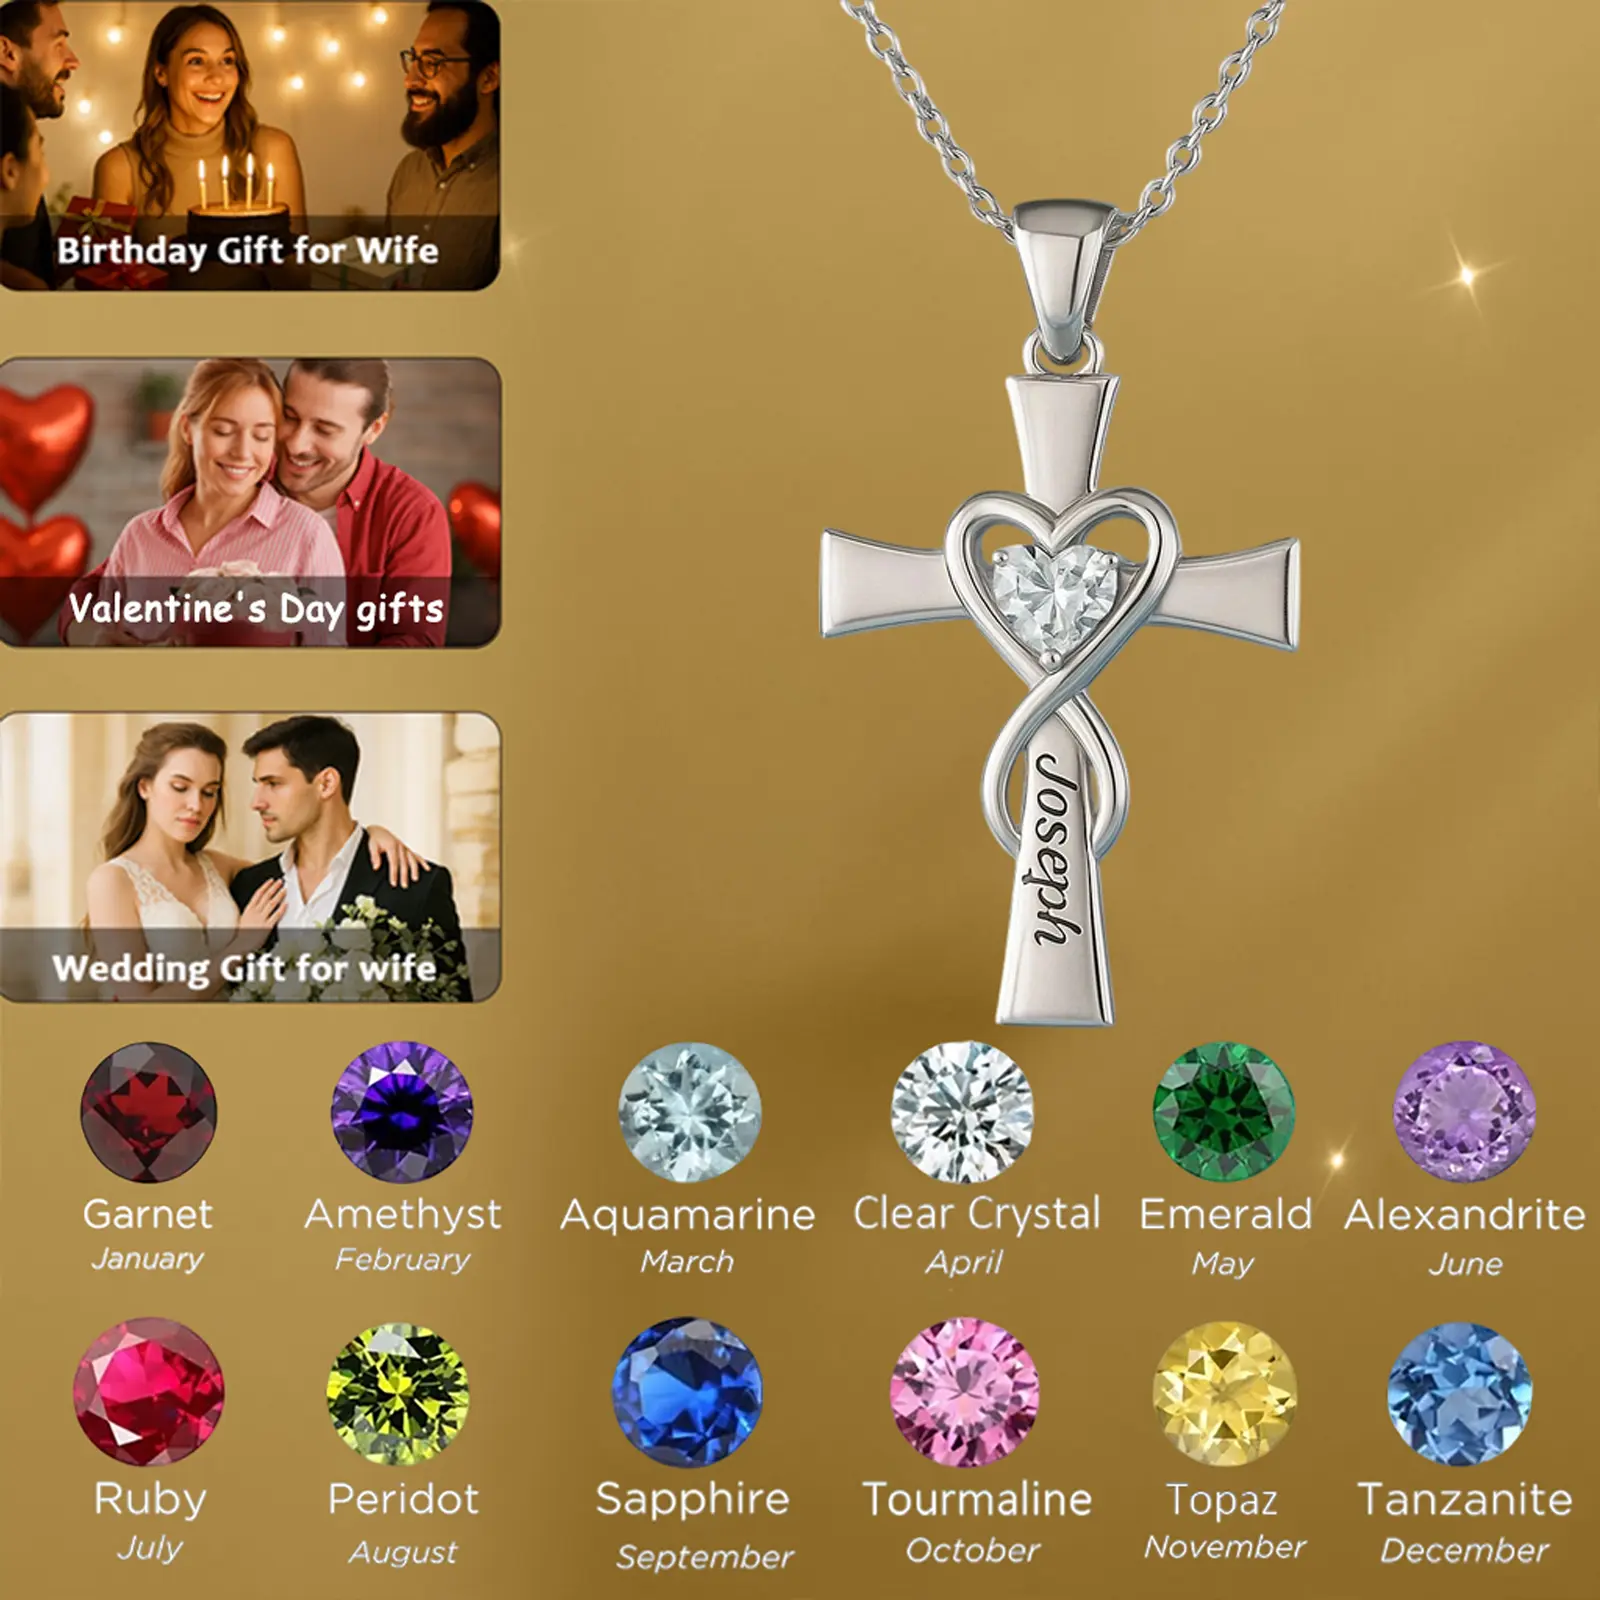 Birthday Gift for Wife
Valentine's Day gifts
Wedding Gift for wife
Joseph
Garnet
January
Amethyst
February
Aquamarine
March
Clear Crystal
April
Emerald
May
Alexandrite
June
Ruby
July
Peridot
August
Sapphire
September
Tourmaline
October
Topaz
November
Tanzanite
December